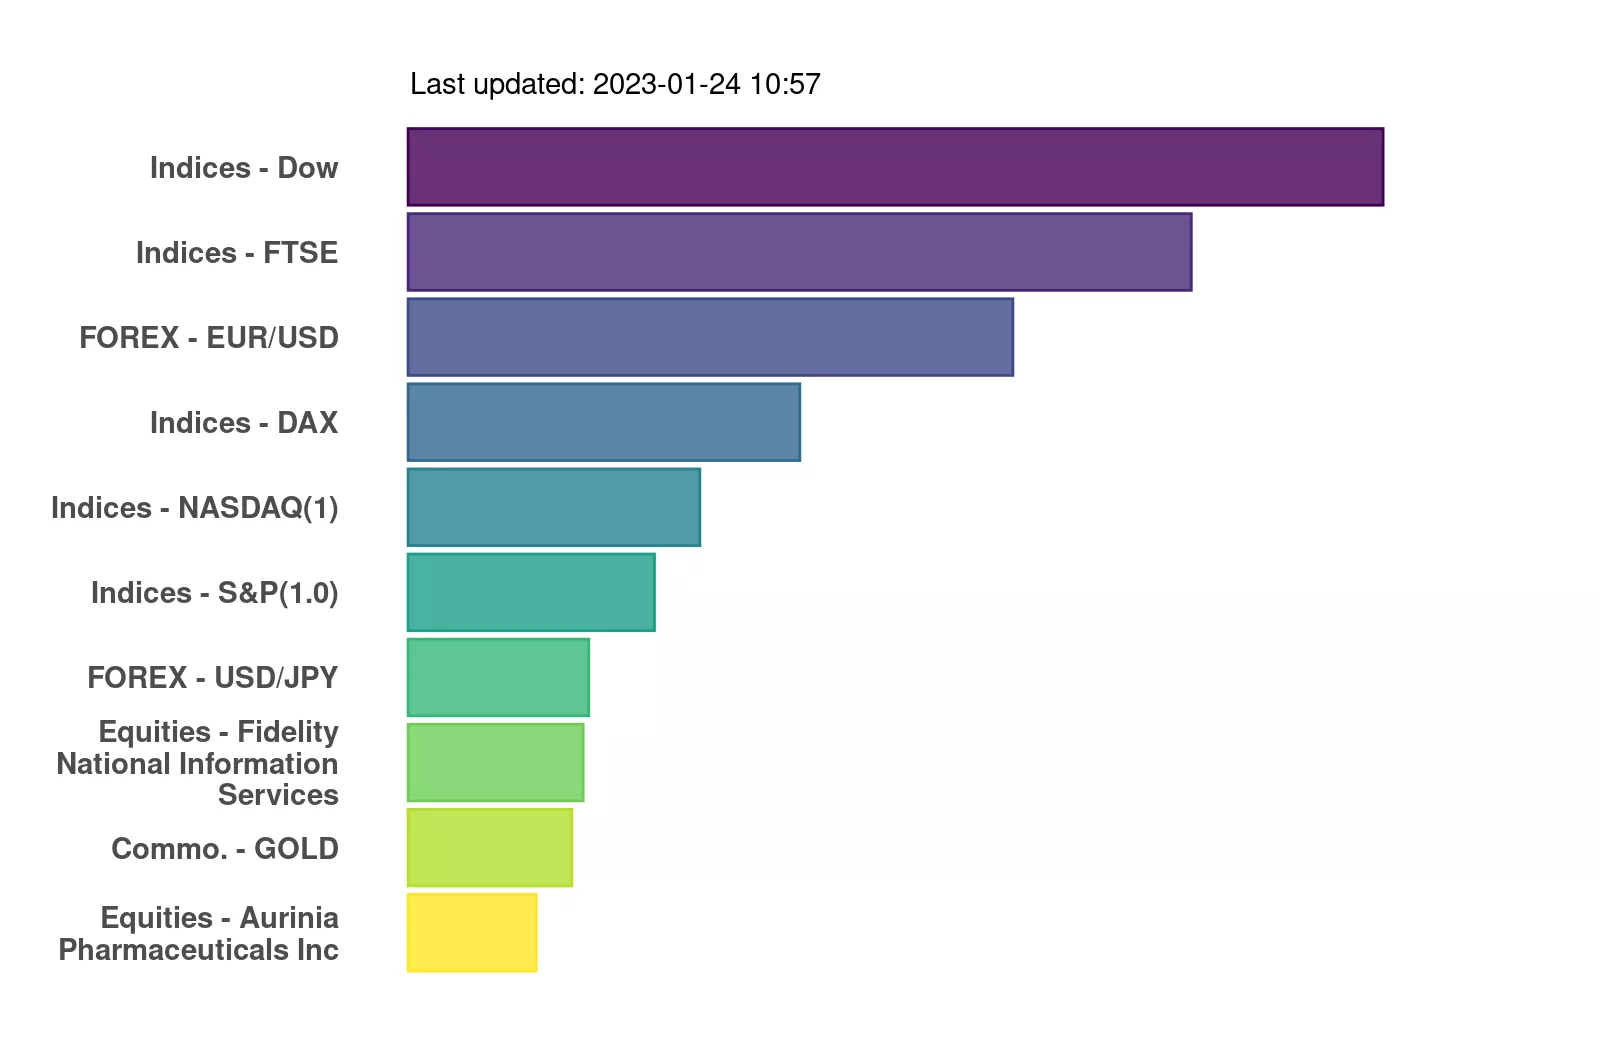 Last updated: 2023-01-24 10:57
Indices - Dow
Indices - FTSE
FOREX - EUR/USD
Indices - DAX
Indices - NASDAQ(1)
Indices - S&P(1.0)
FOREX - USD/JPY
Equities - Fidelity
National Information
Services
Commo. - GOLD
Equities - Aurinia
Pharmaceuticals Inc